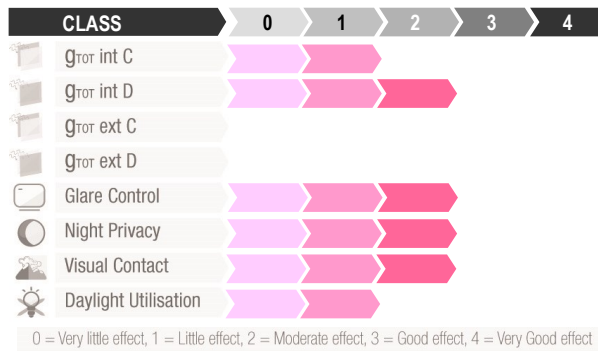 CLASS 0 1 2 3 4
gTOT int C
gTOT int D
gTOT ext C
gTOT ext D
Glare Control
Night Privacy
Visual Contact
Daylight Utilisation
0 = Very little effect, 1 = Little effect, 2 = Moderate effect, 3 = Good effect, 4 = Very Good effect